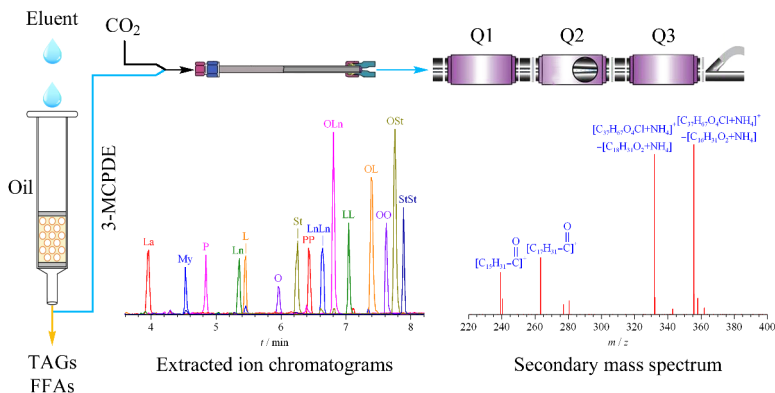 Eluent
CO₂
Q1
Q2
Q3
Oil
3-MCPDE
La
My
P
Ln
L
O
St
PP
LnLn
OLn
LL
OL
OO
OSt
StSt
4
5
6
7
8
t / min
[C₃₇H₆₇O₄Cl+NH₄]⁺
−[C₁₈H₃₁O₂+NH₄]
[C₃₇H₆₇O₄Cl+NH₄]⁺
−[C₁₆H₃₁O₂+NH₄]
O
[C₁₅H₃₁−C]⁺
O
[C₁₇H₃₁−C]⁺
220
240
260
280
300
320
340
360
380
400
m / z
TAGs
FFAs
Extracted ion chromatograms
Secondary mass spectrum